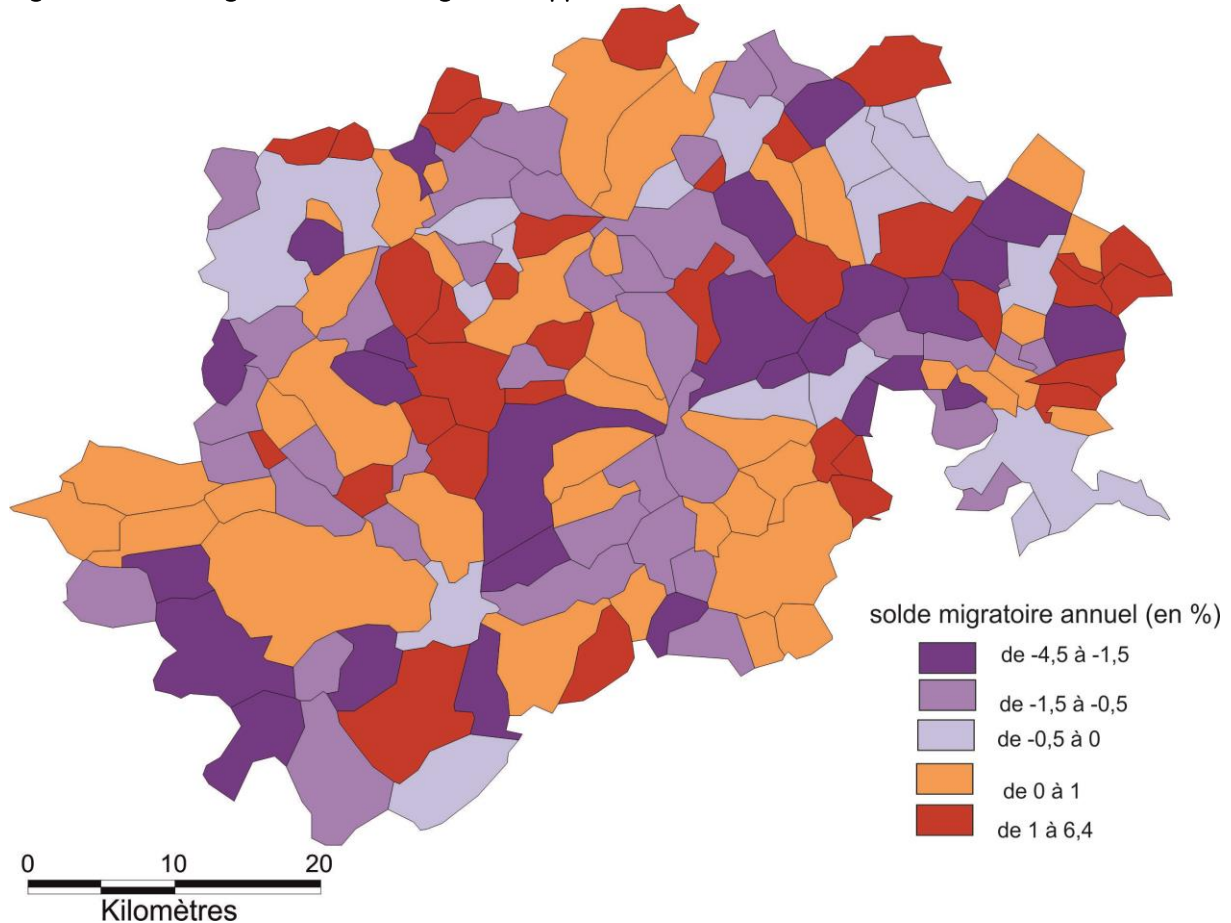 solde migratoire annuel (en %)
de -4,5 à -1,5
de -1,5 à -0,5
de -0,5 à 0
de 0 à 1
de 1 à 6,4
0 10 20
Kilomètres